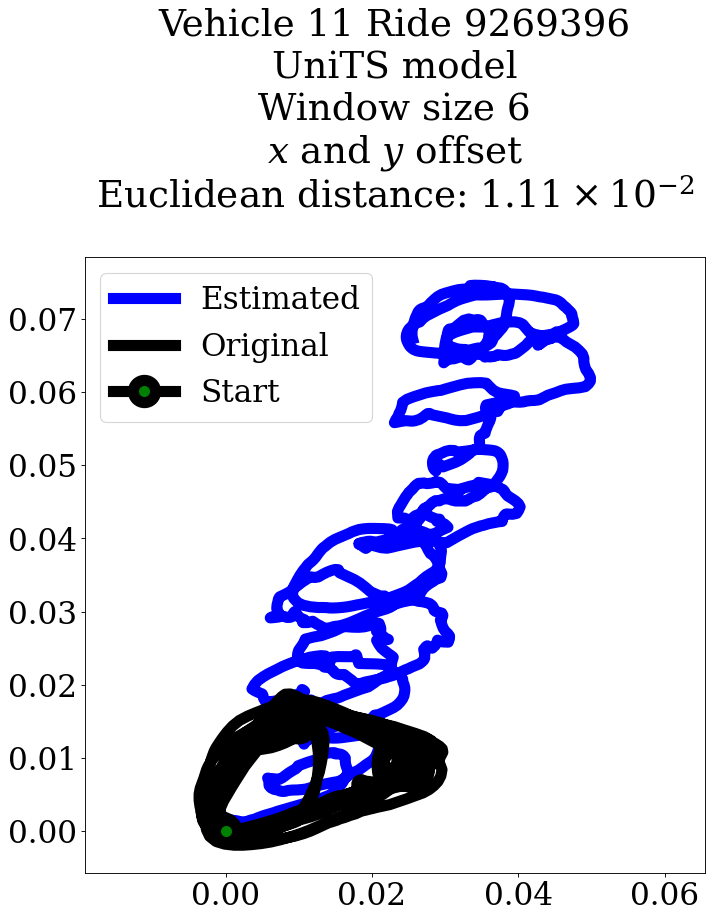 Vehicle 11 Ride 9269396
UniTS model
Window size 6
x and y offset
Euclidean distance: 1.11 × 10⁻²
Estimated
Original
Start
0.07
0.06
0.05
0.04
0.03
0.02
0.01
0.00
0.00 0.02 0.04 0.06